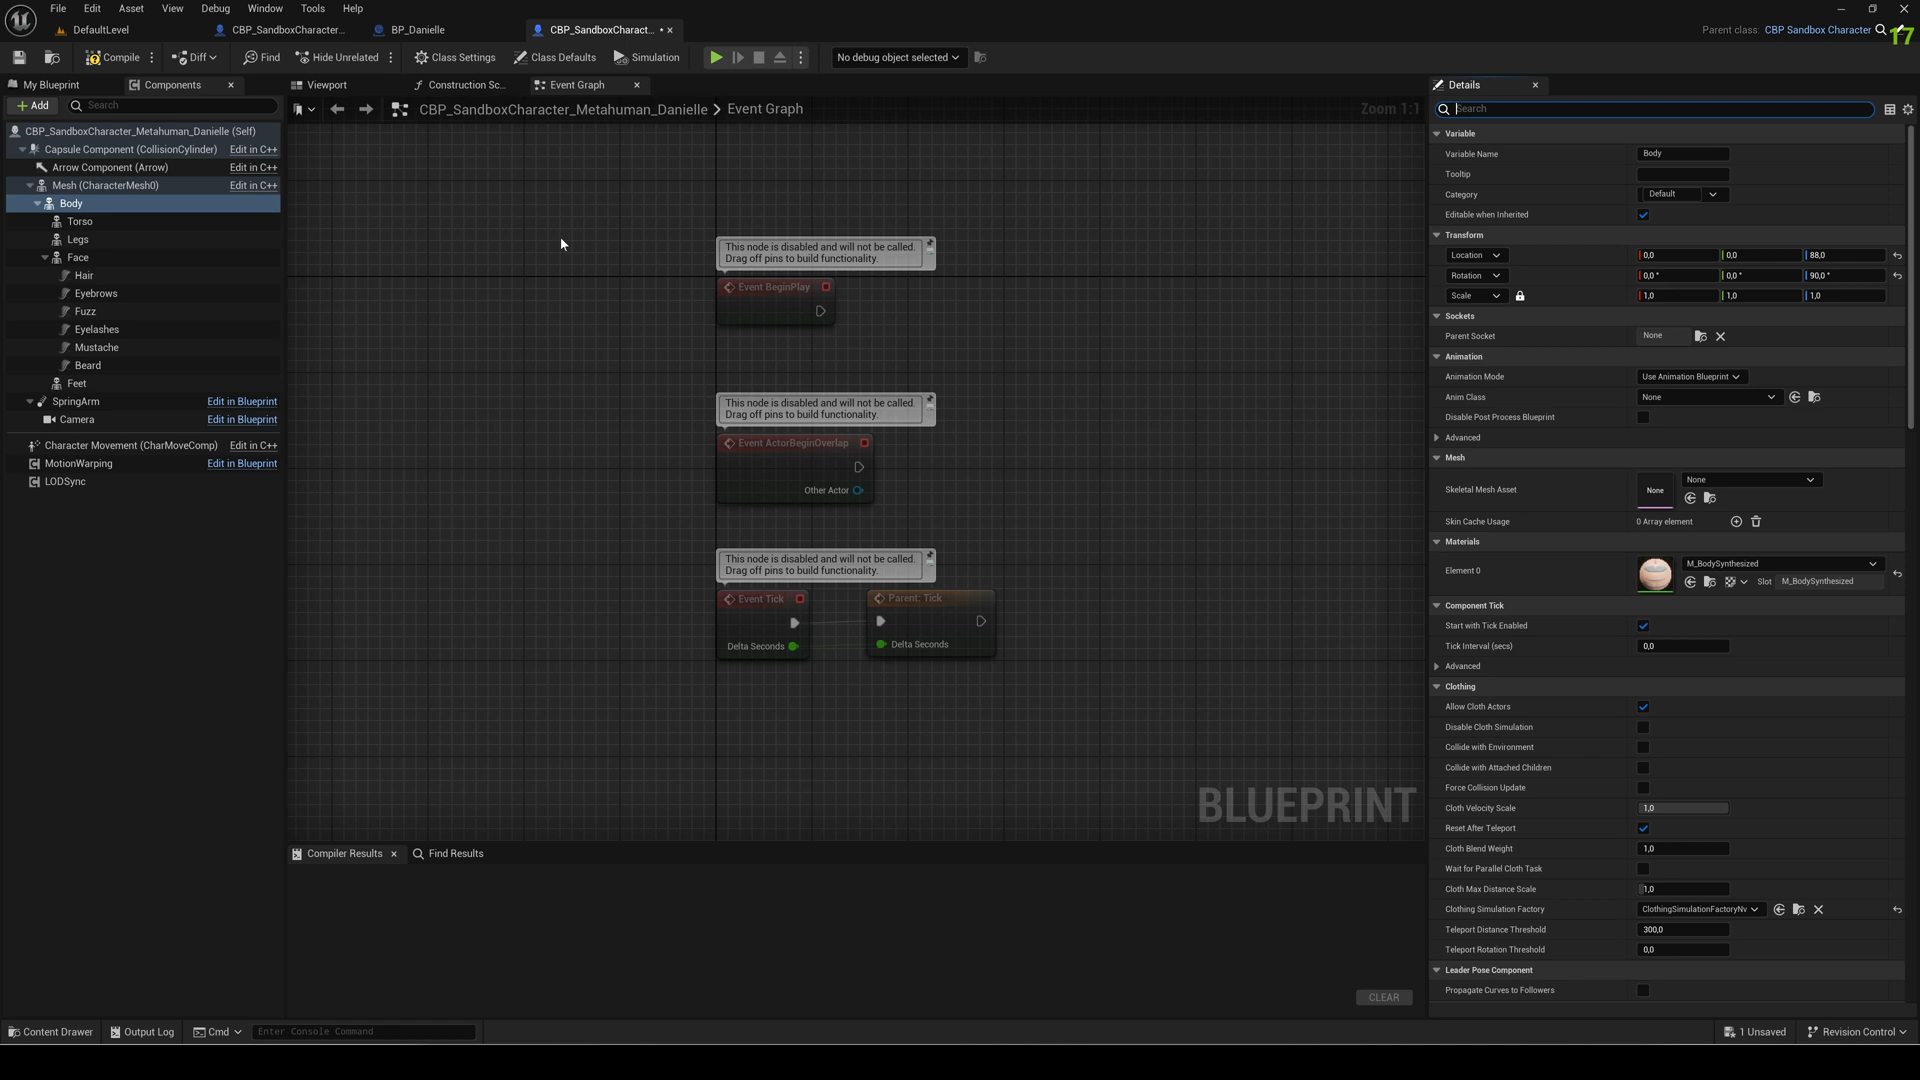 File Edit Asset View Debug Window Tools Help
DefaultLevel CBP_SandboxCharacter... BP_Danielle CBP_SandboxCharact... •
Parent class: CBP Sandbox Character
17
Compile Diff Find Hide Unrelated Class Settings Class Defaults Simulation No debug object selected
My Blueprint Components Viewport Construction Sc... Event Graph Details
Add Search
CBP_SandboxCharacter_Metahuman_Danielle > Event Graph Zoom 1:1
Search
CBP_SandboxCharacter_Metahuman_Danielle (Self)
Capsule Component (CollisionCylinder) Edit in C++
Arrow Component (Arrow) Edit in C++
Mesh (CharacterMesh0) Edit in C++
Body
Torso
Legs
Face
Hair
Eyebrows
Fuzz
Eyelashes
Mustache
Beard
Feet
SpringArm Edit in Blueprint
Camera Edit in Blueprint
Character Movement (CharMoveComp) Edit in C++
MotionWarping Edit in Blueprint
LODSync
This node is disabled and will not be called.
Drag off pins to build functionality.
Event BeginPlay
This node is disabled and will not be called.
Drag off pins to build functionality.
Event ActorBeginOverlap
Other Actor
This node is disabled and will not be called.
Drag off pins to build functionality.
Event Tick
Delta Seconds
Parent: Tick
Delta Seconds
BLUEPRINT
Compiler Results Find Results
CLEAR
Variable
Variable Name Body
Tooltip
Category Default
Editable when Inherited
Transform
Location 0,0 0,0 88,0
Rotation 0,0 ° 0,0 ° 90,0 °
Scale 1,0 1,0 1,0
Sockets
Parent Socket None
Animation
Animation Mode Use Animation Blueprint
Anim Class None
Disable Post Process Blueprint
Advanced
Mesh
Skeletal Mesh Asset None None
Skin Cache Usage 0 Array element
Materials
Element 0 M_BodySynthesized
Slot M_BodySynthesized
Component Tick
Start with Tick Enabled
Tick Interval (secs) 0,0
Advanced
Clothing
Allow Cloth Actors
Disable Cloth Simulation
Collide with Environment
Collide with Attached Children
Force Collision Update
Cloth Velocity Scale 1,0
Reset After Teleport
Cloth Blend Weight 1,0
Wait for Parallel Cloth Task
Cloth Max Distance Scale 1,0
Clothing Simulation Factory ClothingSimulationFactoryNv
Teleport Distance Threshold 300,0
Teleport Rotation Threshold 0,0
Leader Pose Component
Propagate Curves to Followers
Content Drawer Output Log Cmd Enter Console Command 1 Unsaved Revision Control